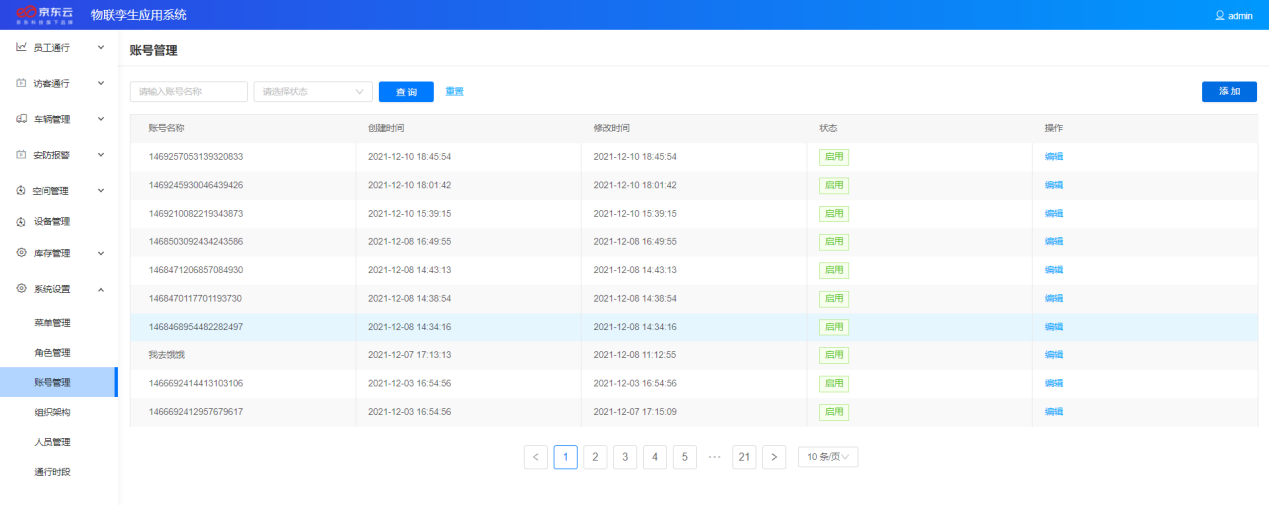 京东云 物联孪生应用系统 admin
京东科技旗下品牌
员工通行
访客通行
车辆管理
安防报警
空间管理
设备管理
库存管理
系统设置
菜单管理
角色管理
账号管理
组织架构
人员管理
通行时段
账号管理
请输入账号名称 请选择状态 查询 重置 添加
账号名称 创建时间 修改时间 状态 操作
1469257053139320833 2021-12-10 18:45:54 2021-12-10 18:45:54 启用 编辑
1469245930046439426 2021-12-10 18:01:42 2021-12-10 18:01:42 启用 编辑
1469210082219343873 2021-12-10 15:39:15 2021-12-10 15:39:15 启用 编辑
1468503092434243586 2021-12-08 16:49:55 2021-12-08 16:49:55 启用 编辑
1468471206857084930 2021-12-08 14:43:13 2021-12-08 14:43:13 启用 编辑
1468470117701193730 2021-12-08 14:38:54 2021-12-08 14:38:54 启用 编辑
1468468954482282497 2021-12-08 14:34:16 2021-12-08 14:34:16 启用 编辑
我去饿饿 2021-12-07 17:13:13 2021-12-08 11:12:55 启用 编辑
1466692414413103106 2021-12-03 16:54:56 2021-12-03 16:54:56 启用 编辑
1466692412957679617 2021-12-03 16:54:56 2021-12-07 17:15:09 启用 编辑
< 1 2 3 4 5 ··· 21 > 10 条/页